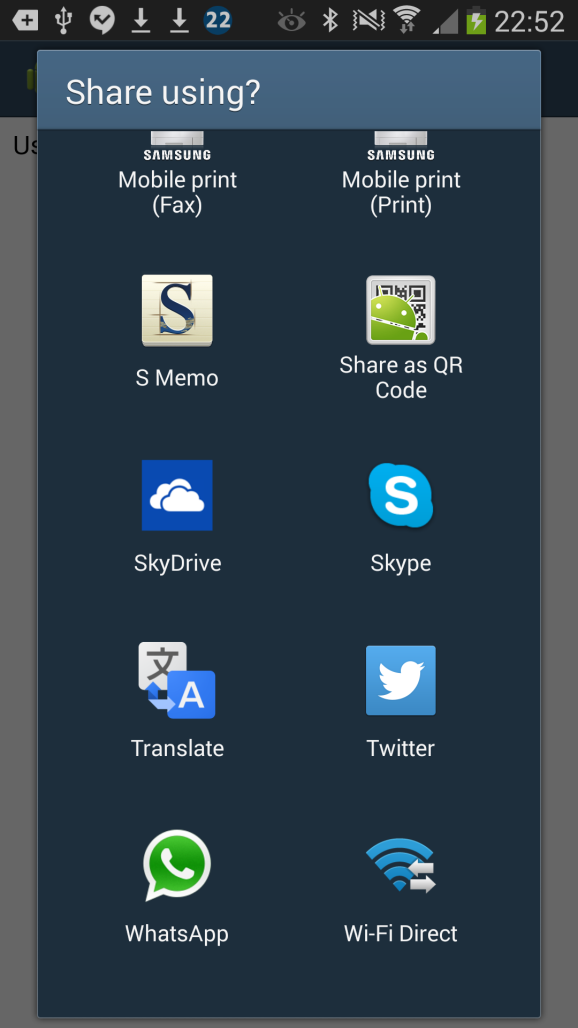 22
22:52
Share using?
Us
SAMSUNG
SAMSUNG
Mobile print
(Fax)
Mobile print
(Print)
S
S Memo
Share as QR
Code
S
SkyDrive
Skype
文
A
Translate
Twitter
WhatsApp
Wi-Fi Direct